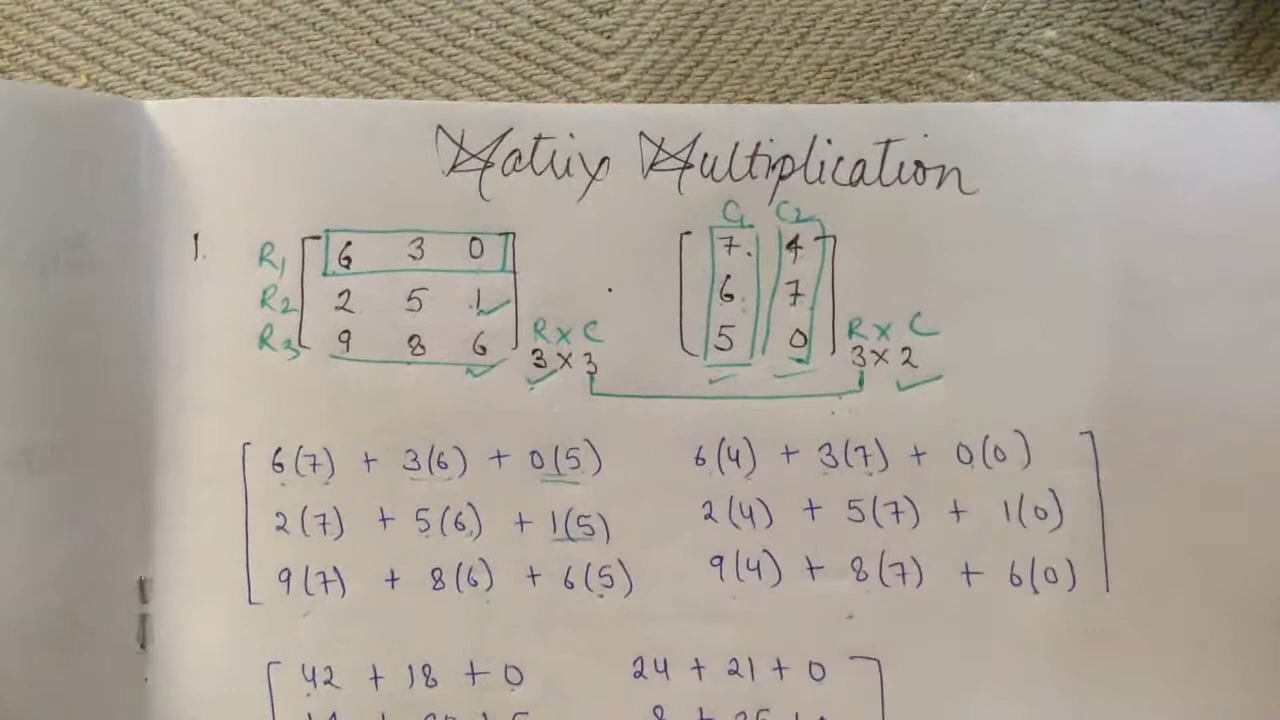 Matrix Multiplication
C1 C2
1. R1 6 3 0 7 4
R2 2 5 1 . 6 7
R3 9 8 6 R x C 5 0 R x C
3 x 3 3 x 2
6(7) + 3(6) + 0(5) 6(4) + 3(7) + 0(0)
2(7) + 5(6) + 1(5) 2(4) + 5(7) + 1(0)
9(7) + 8(6) + 6(5) 9(4) + 8(7) + 6(0)
42 + 18 + 0 24 + 21 + 0